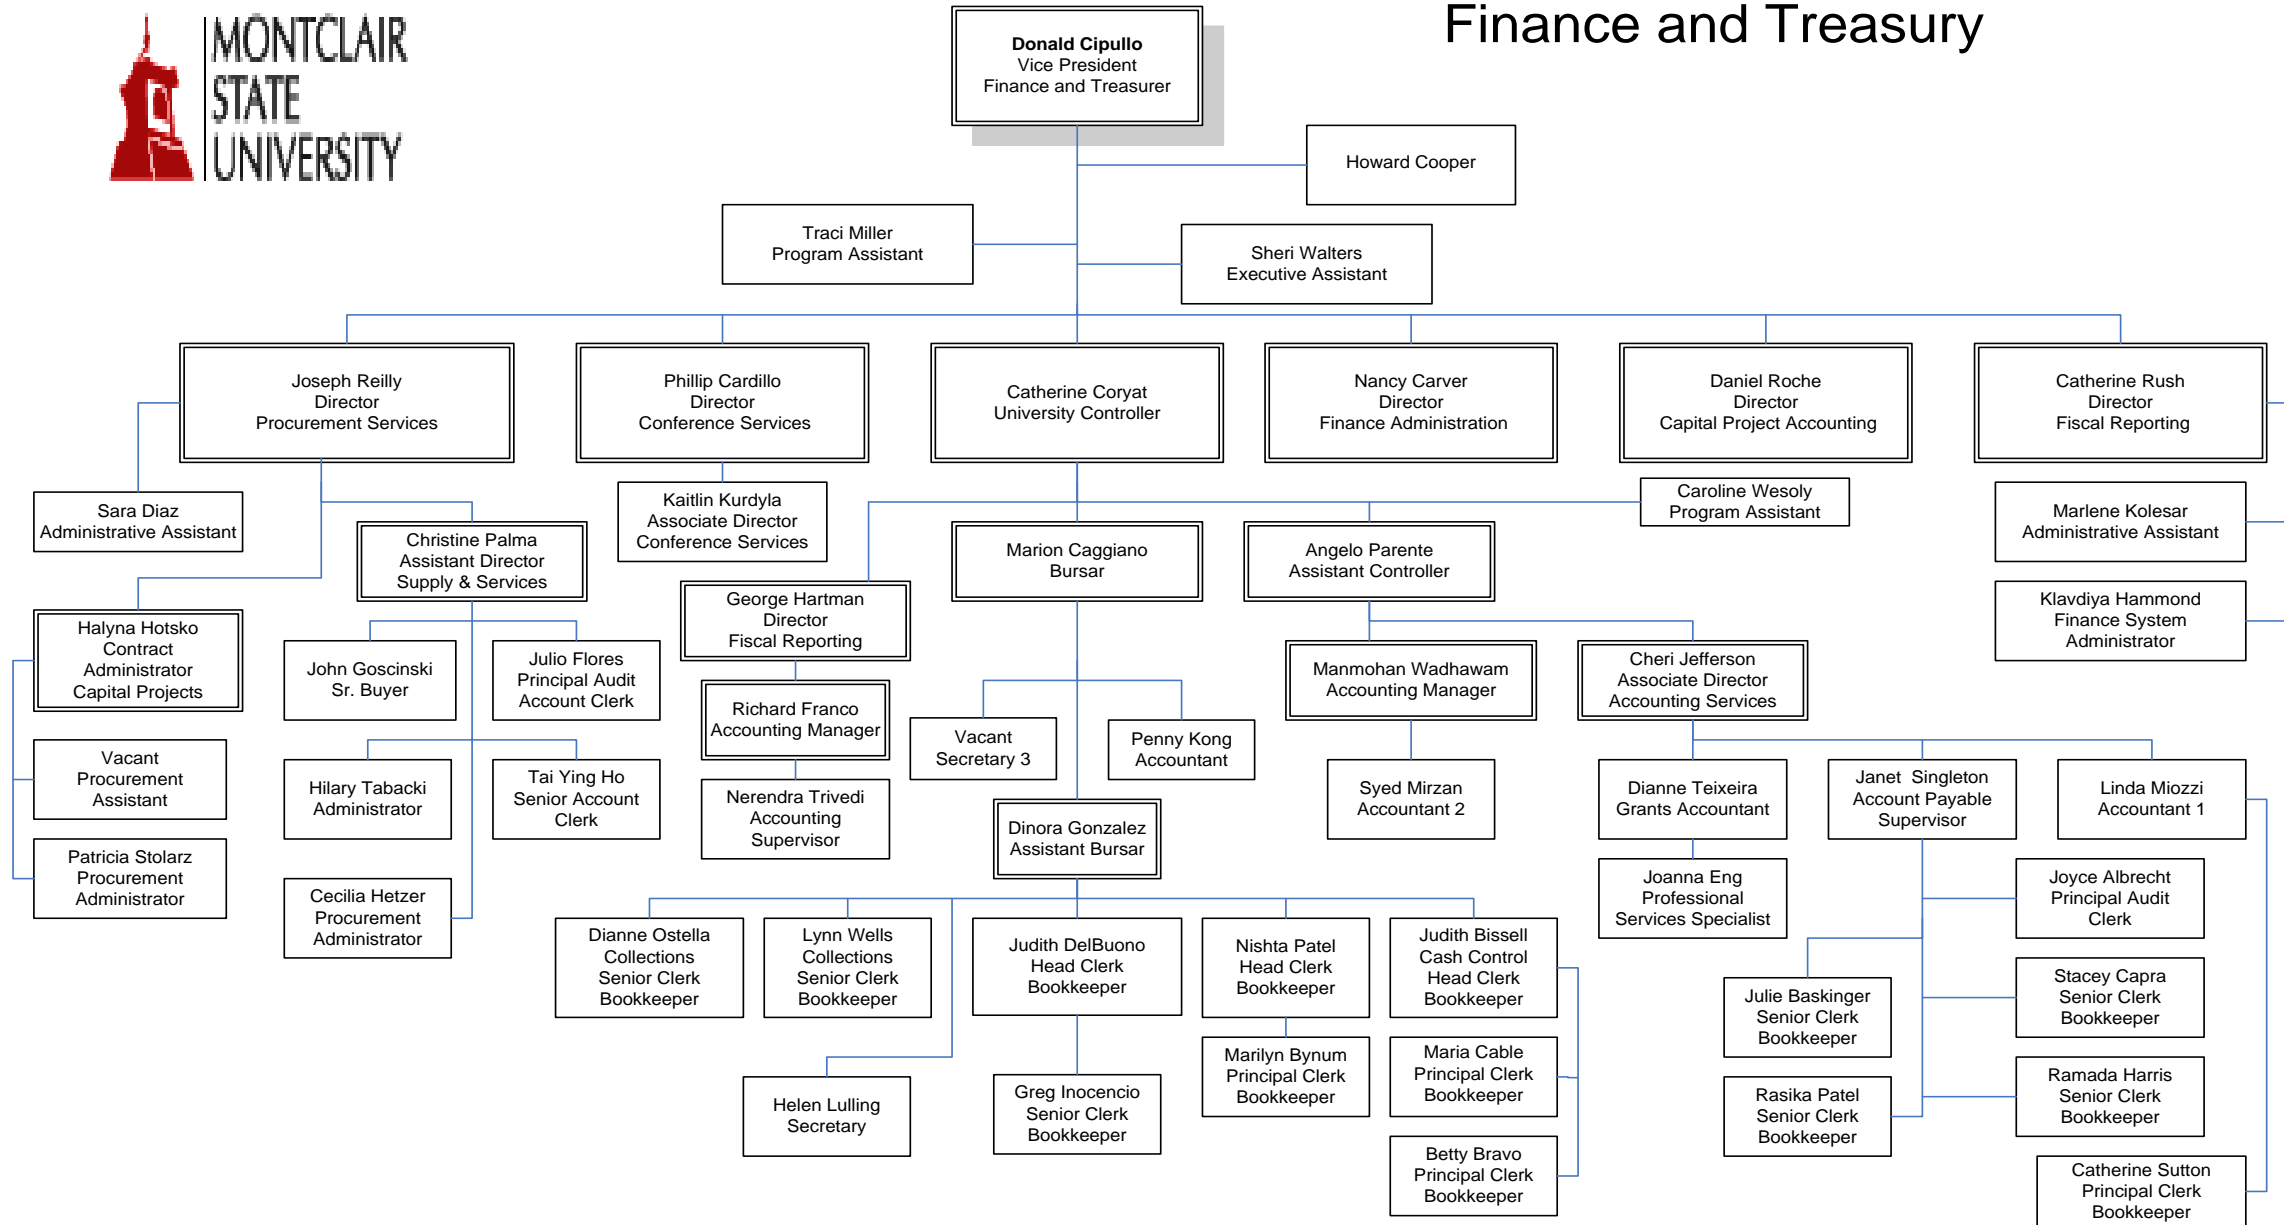 MONTCLAIR
STATE
UNIVERSITY
Finance and Treasury
Donald Cipullo
Vice President
Finance and Treasurer
Howard Cooper
Traci Miller
Program Assistant
Sheri Walters
Executive Assistant
Joseph Reilly
Director
Procurement Services
Phillip Cardillo
Director
Conference Services
Catherine Coryat
University Controller
Nancy Carver
Director
Finance Administration
Daniel Roche
Director
Capital Project Accounting
Catherine Rush
Director
Fiscal Reporting
Sara Diaz
Administrative Assistant
Christine Palma
Assistant Director
Supply & Services
Kaitlin Kurdyla
Associate Director
Conference Services
Marion Caggiano
Bursar
Angelo Parente
Assistant Controller
Caroline Wesoly
Program Assistant
Marlene Kolesar
Administrative Assistant
Halyna Hotsko
Contract
Administrator
Capital Projects
George Hartman
Director
Fiscal Reporting
Klavdiya Hammond
Finance System
Administrator
John Goscinski
Sr. Buyer
Julio Flores
Principal Audit
Account Clerk
Richard Franco
Accounting Manager
Manmohan Wadhawam
Accounting Manager
Cheri Jefferson
Associate Director
Accounting Services
Vacant
Procurement
Assistant
Hilary Tabacki
Administrator
Tai Ying Ho
Senior Account
Clerk
Vacant
Secretary 3
Penny Kong
Accountant
Nerendra Trivedi
Accounting
Supervisor
Syed Mirzan
Accountant 2
Dianne Teixeira
Grants Accountant
Janet  Singleton
Account Payable
Supervisor
Linda Miozzi
Accountant 1
Patricia Stolarz
Procurement
Administrator
Dinora Gonzalez
Assistant Bursar
Joanna Eng
Professional
Services Specialist
Joyce Albrecht
Principal Audit
Clerk
Cecilia Hetzer
Procurement
Administrator
Dianne Ostella
Collections
Senior Clerk
Bookkeeper
Lynn Wells
Collections
Senior Clerk
Bookkeeper
Judith DelBuono
Head Clerk
Bookkeeper
Nishta Patel
Head Clerk
Bookkeeper
Judith Bissell
Cash Control
Head Clerk
Bookkeeper
Julie Baskinger
Senior Clerk
Bookkeeper
Stacey Capra
Senior Clerk
Bookkeeper
Helen Lulling
Secretary
Greg Inocencio
Senior Clerk
Bookkeeper
Marilyn Bynum
Principal Clerk
Bookkeeper
Maria Cable
Principal Clerk
Bookkeeper
Rasika Patel
Senior Clerk
Bookkeeper
Ramada Harris
Senior Clerk
Bookkeeper
Betty Bravo
Principal Clerk
Bookkeeper
Catherine Sutton
Principal Clerk
Bookkeeper